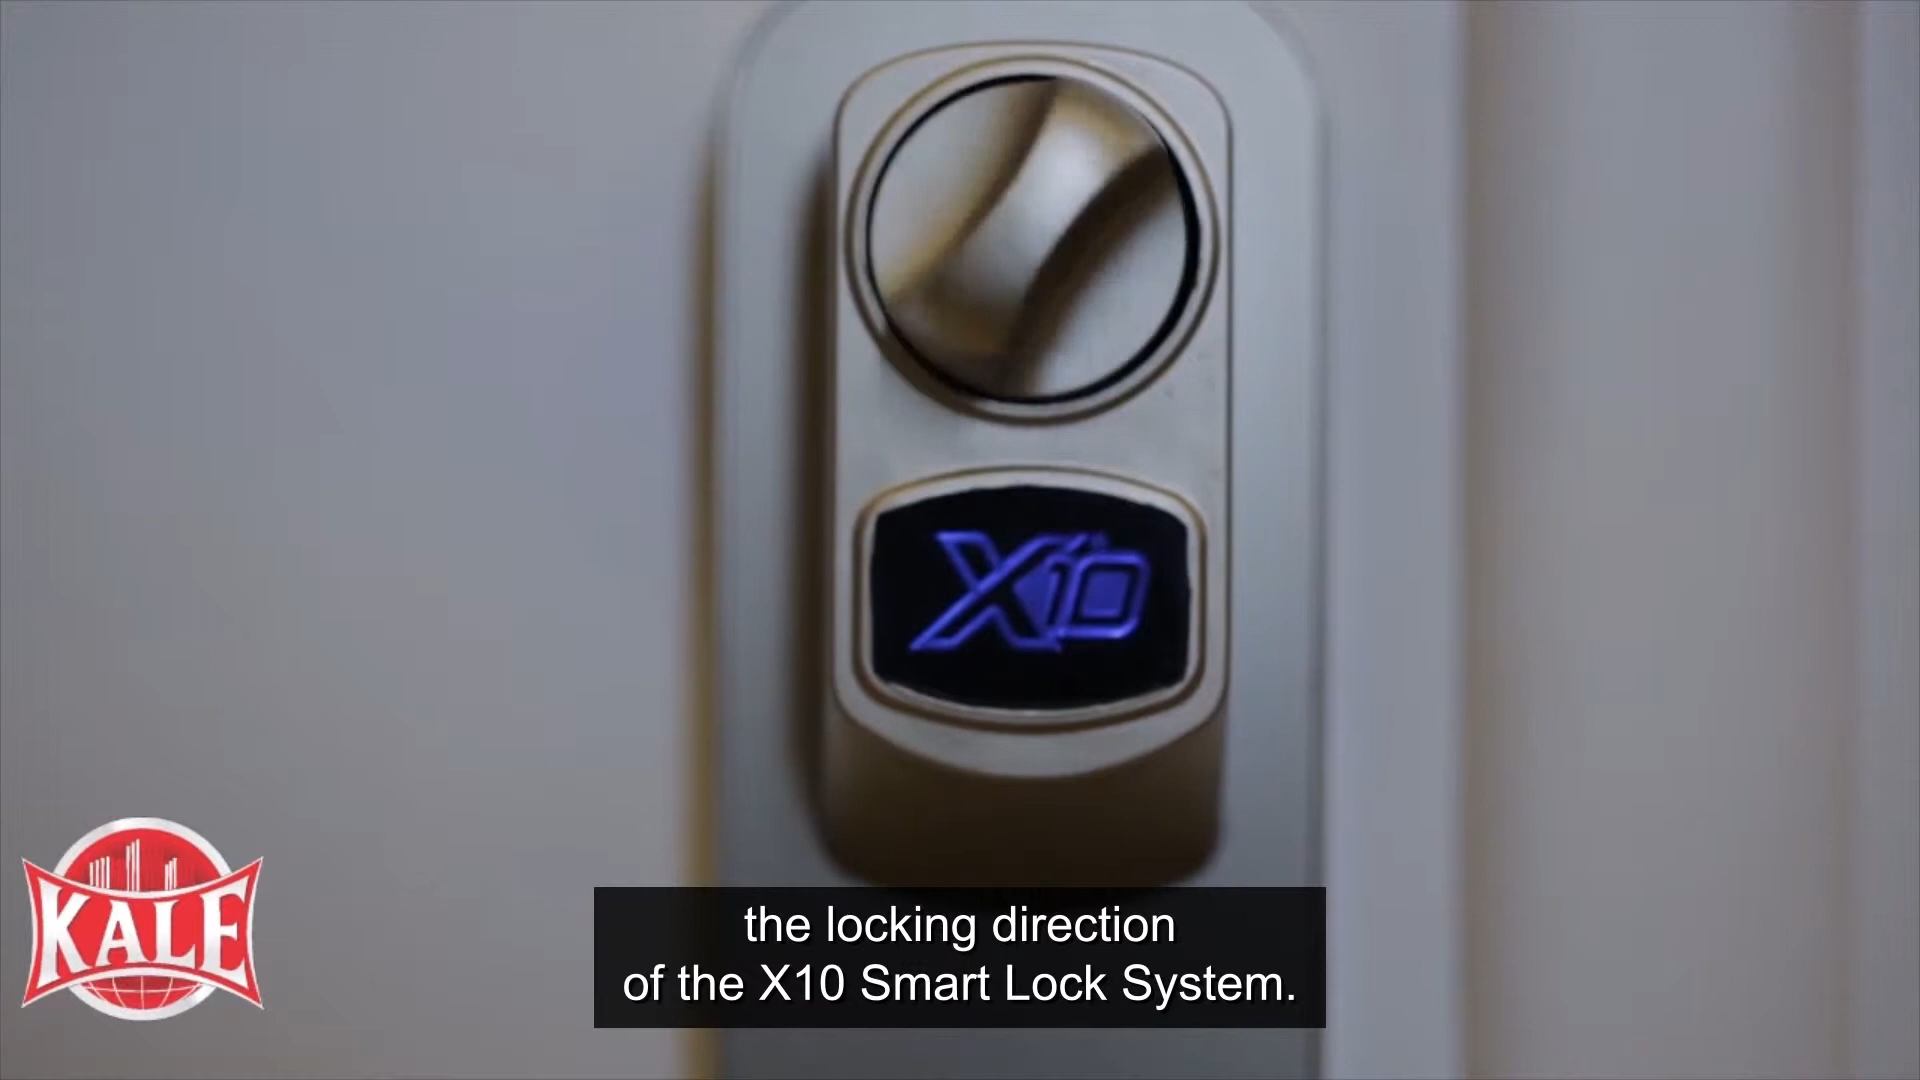 X10
KALE
the locking direction
of the X10 Smart Lock System.